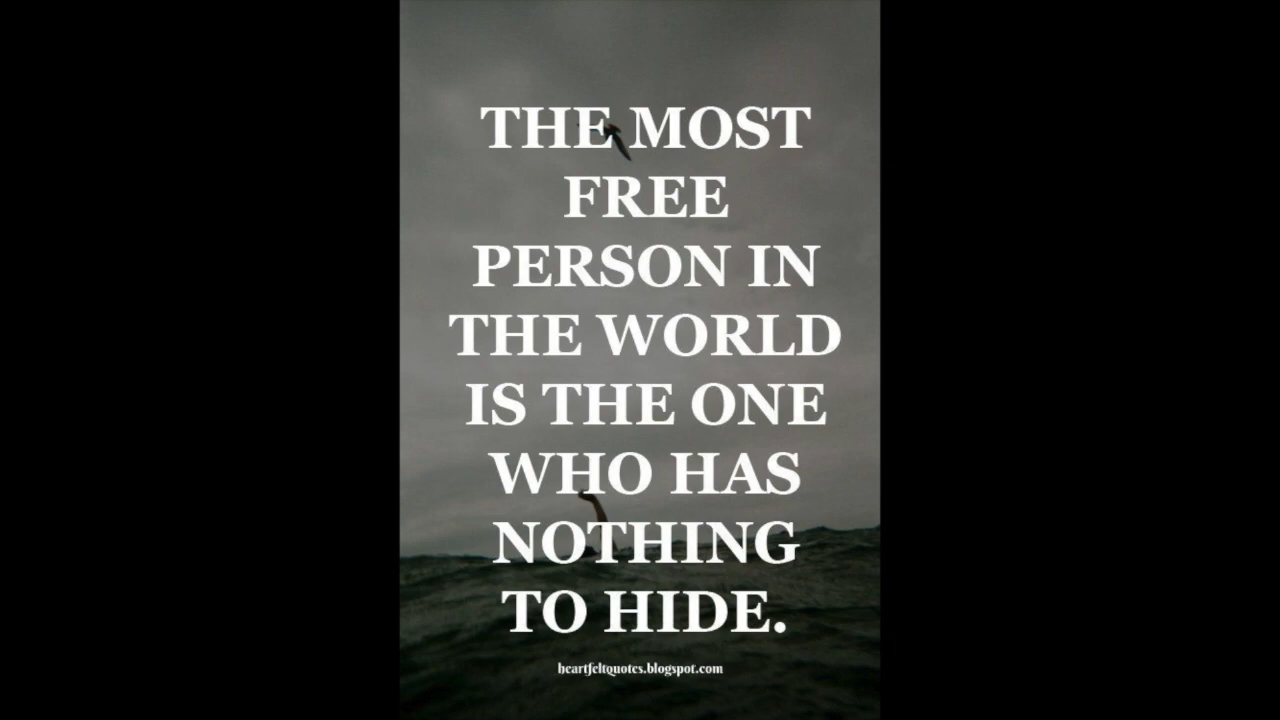 THE MOST
FREE
PERSON IN
THE WORLD
IS THE ONE
WHO HAS
NOTHING
TO HIDE.
heartfeltquotes.blogspot.com